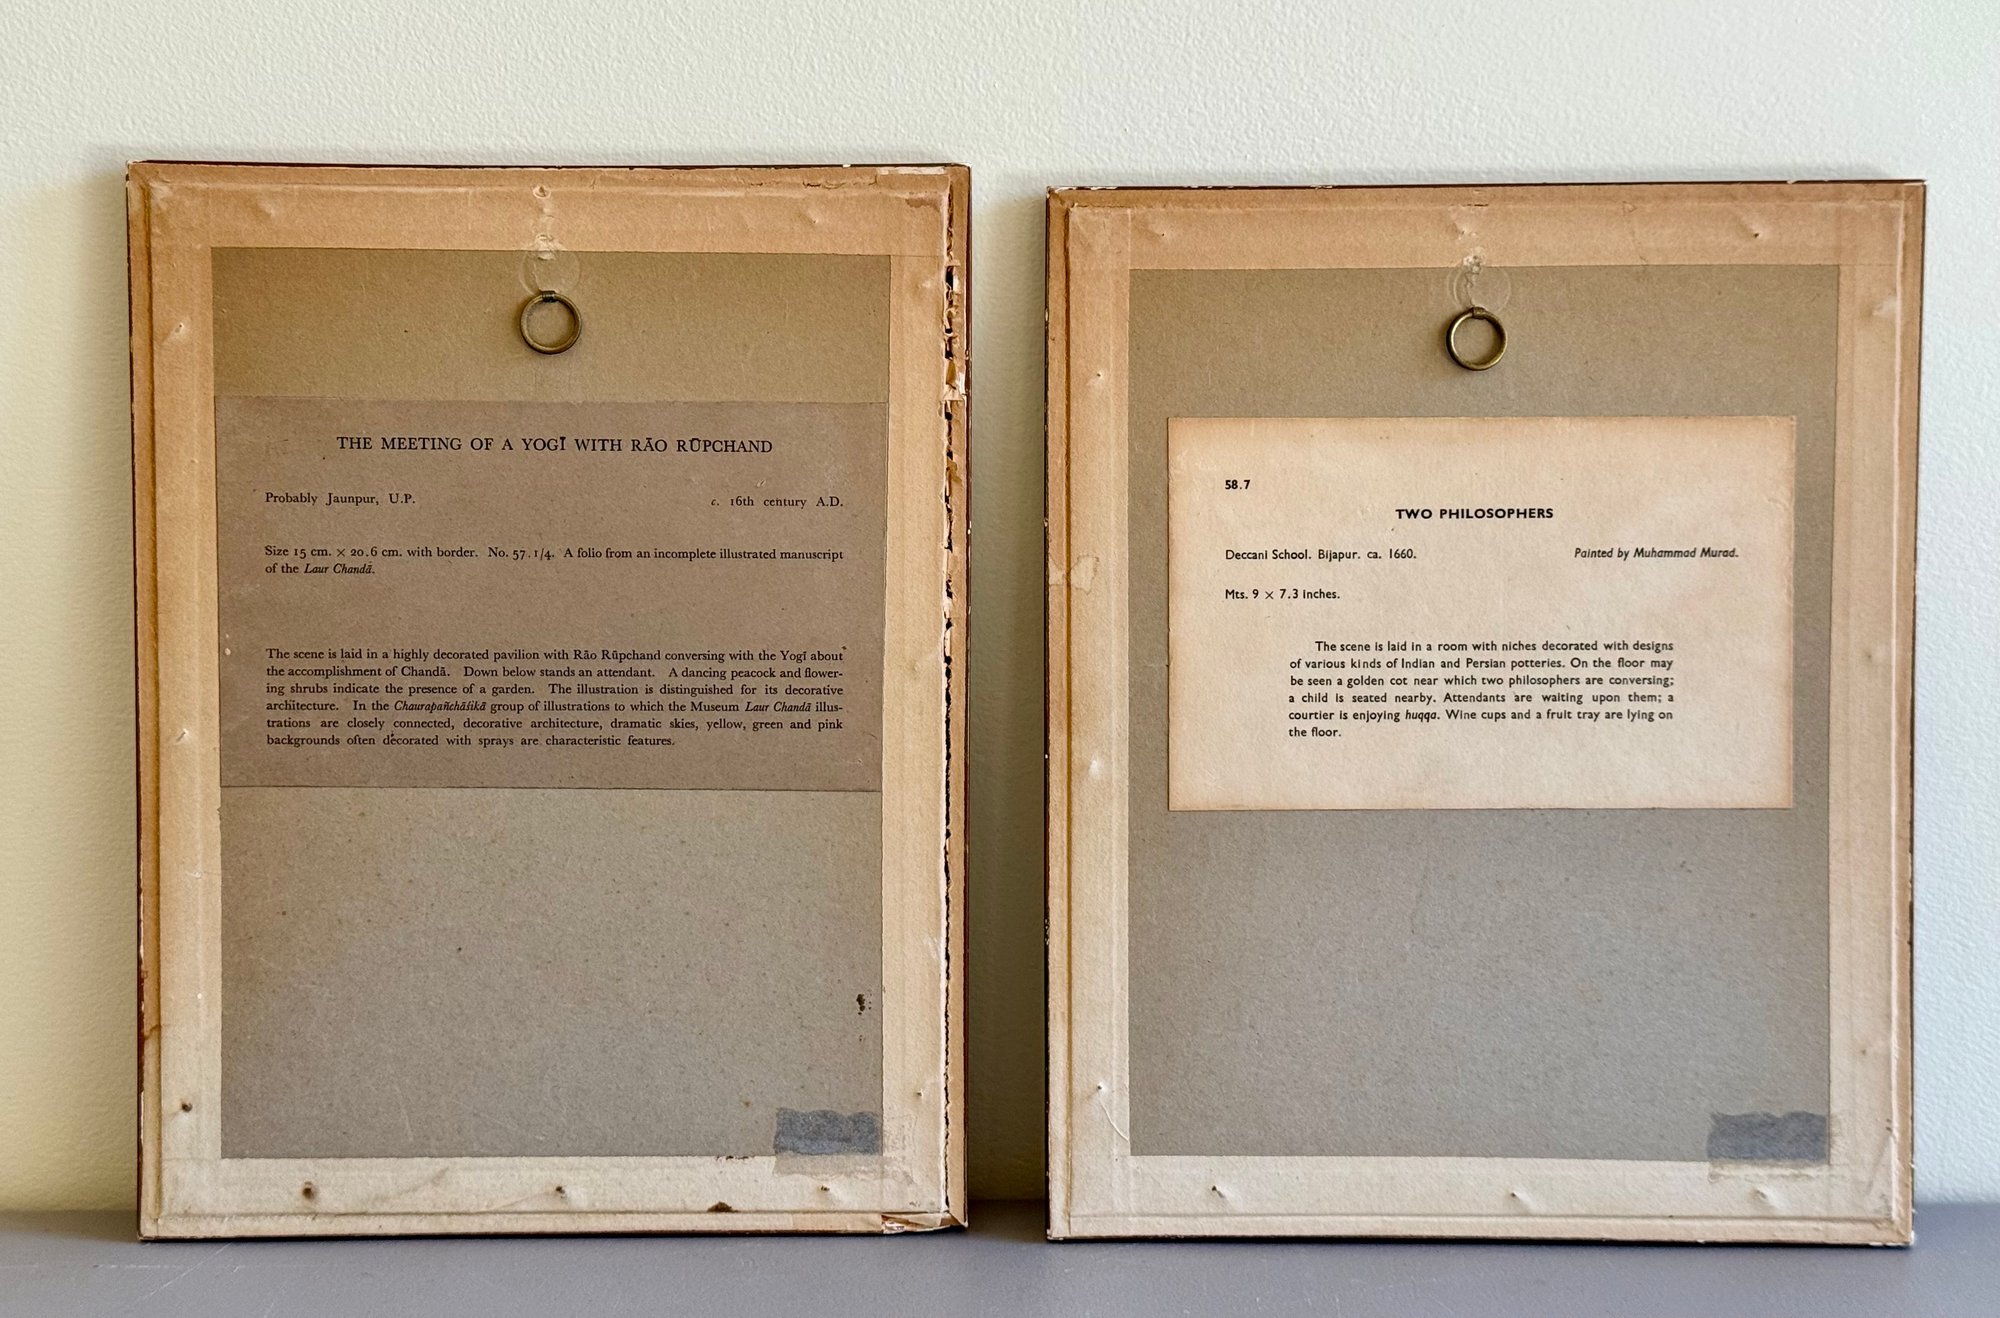 THE MEETING OF A YOGĪ WITH RĀO RŪPCHAND
Probably Jaunpur, U.P. c. 16th century A.D.
Size 15 cm. × 20.6 cm. with border. No. 57.1/4. A folio from an incomplete illustrated manuscript
of the Laur Chandā.
The scene is laid in a highly decorated pavilion with Rāo Rūpchand conversing with the Yogī about
the accomplishment of Chandā. Down below stands an attendant. A dancing peacock and flower-
ing shrubs indicate the presence of a garden. The illustration is distinguished for its decorative
architecture. In the Chaurapañchāśikā group of illustrations to which the Museum Laur Chandā illus-
trations are closely connected, decorative architecture, dramatic skies, yellow, green and pink
backgrounds often decorated with sprays are characteristic features.
58.7
TWO PHILOSOPHERS
Deccani School. Bijapur. ca. 1660. Painted by Muhammad Murad.
Mts. 9 × 7.3 inches.
The scene is laid in a room with niches decorated with designs
of various kinds of Indian and Persian potteries. On the floor may
be seen a golden cot near which two philosophers are conversing;
a child is seated nearby. Attendants are waiting upon them; a
courtier is enjoying huqqa. Wine cups and a fruit tray are lying on
the floor.